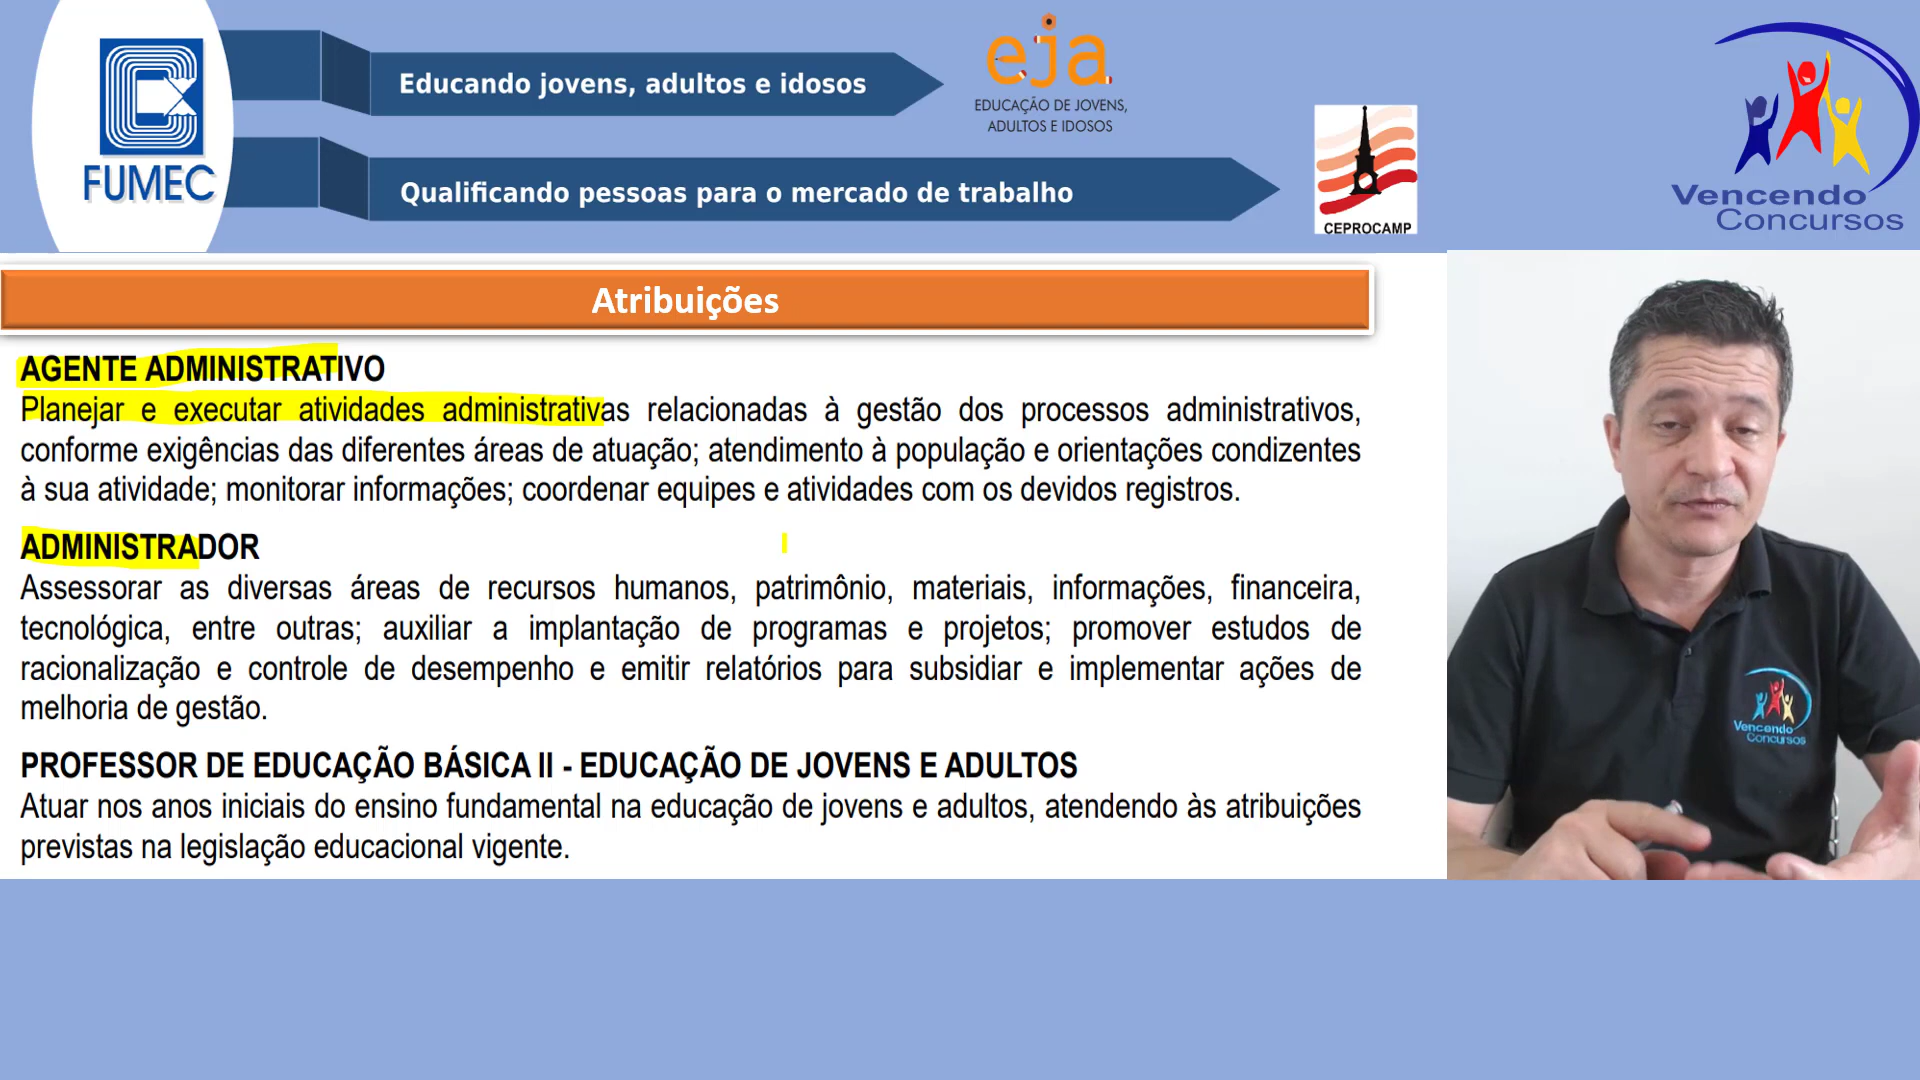 FUMEC
Educando jovens, adultos e idosos
eja
EDUCAÇÃO DE JOVENS,
ADULTOS E IDOSOS
Qualificando pessoas para o mercado de trabalho
CEPROCAMP
Vencendo
Concursos
Atribuições
AGENTE ADMINISTRATIVO
Planejar e executar atividades administrativas relacionadas à gestão dos processos administrativos,
conforme exigências das diferentes áreas de atuação; atendimento à população e orientações condizentes
à sua atividade; monitorar informações; coordenar equipes e atividades com os devidos registros.
ADMINISTRADOR
Assessorar as diversas áreas de recursos humanos, patrimônio, materiais, informações, financeira,
tecnológica, entre outras; auxiliar a implantação de programas e projetos; promover estudos de
racionalização e controle de desempenho e emitir relatórios para subsidiar e implementar ações de
melhoria de gestão.
PROFESSOR DE EDUCAÇÃO BÁSICA II - EDUCAÇÃO DE JOVENS E ADULTOS
Atuar nos anos iniciais do ensino fundamental na educação de jovens e adultos, atendendo às atribuições
previstas na legislação educacional vigente.
Vencendo
Concursos